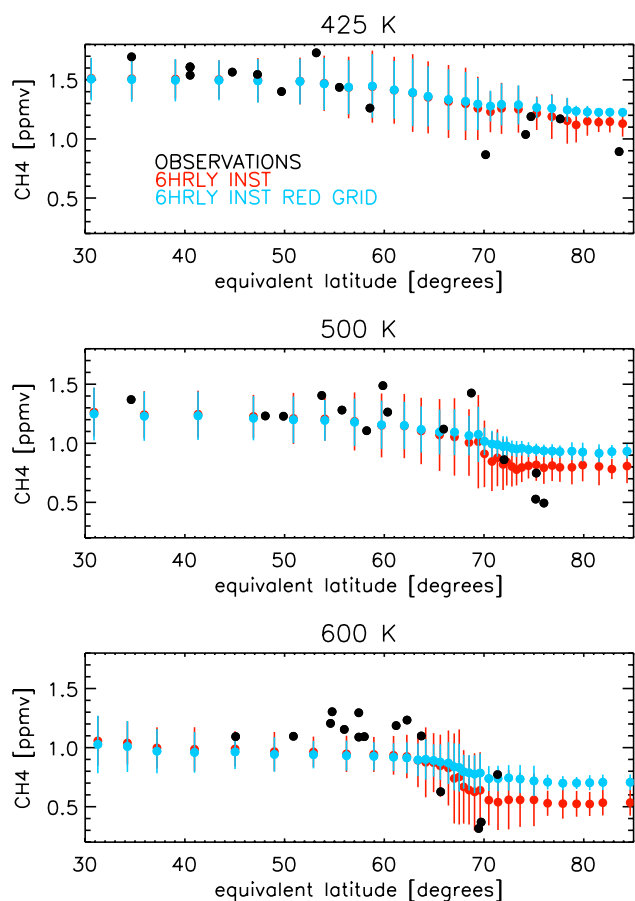 425 K
CH4 [ppmv]
1.5
1.0
0.5
OBSERVATIONS
6HRLY INST
6HRLY INST RED GRID
30 40 50 60 70 80
equivalent latitude [degrees]
500 K
CH4 [ppmv]
1.5
1.0
0.5
30 40 50 60 70 80
equivalent latitude [degrees]
600 K
CH4 [ppmv]
1.5
1.0
0.5
30 40 50 60 70 80
equivalent latitude [degrees]